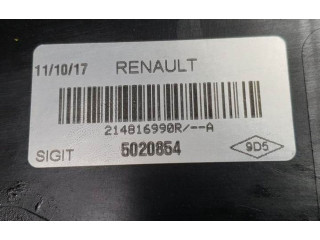 11/10/17 RENAULT
214816990R/--A
SIGIT 5020854 9D5